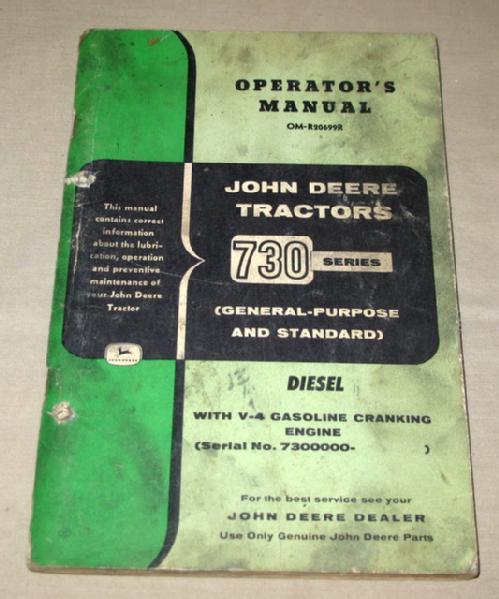 OPERATOR'S
MANUAL
OM-R20699R
This manual
contains correct
information
about the lubri-
cation, operation
and preventive
maintenance of
your John Deere
Tractor
JOHN DEERE
TRACTORS
730 SERIES
(GENERAL-PURPOSE
AND STANDARD)
DIESEL
WITH V-4 GASOLINE CRANKING
ENGINE
(Serial No. 7300000- )
For the best service see your
JOHN DEERE DEALER
Use Only Genuine John Deere Parts